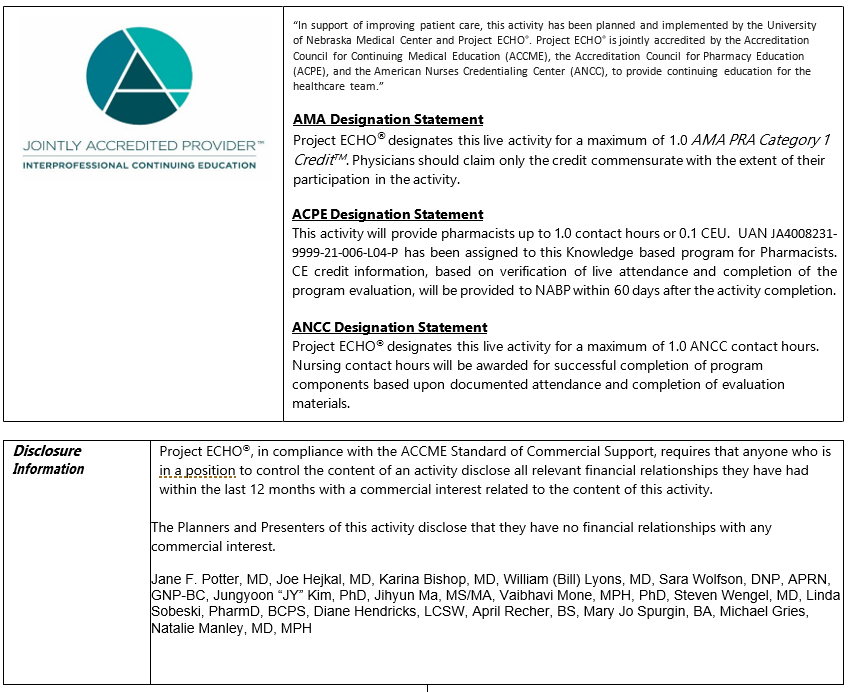 JOINTLY ACCREDITED PROVIDER™
INTERPROFESSIONAL CONTINUING EDUCATION
“In support of improving patient care, this activity has been planned and implemented by the University
of Nebraska Medical Center and Project ECHO®. Project ECHO® is jointly accredited by the Accreditation
Council for Continuing Medical Education (ACCME), the Accreditation Council for Pharmacy Education
(ACPE), and the American Nurses Credentialing Center (ANCC), to provide continuing education for the
healthcare team.”
AMA Designation Statement
Project ECHO® designates this live activity for a maximum of 1.0 AMA PRA Category 1
Credit™. Physicians should claim only the credit commensurate with the extent of their
participation in the activity.
ACPE Designation Statement
This activity will provide pharmacists up to 1.0 contact hours or 0.1 CEU. UAN JA4008231-
9999-21-006-L04-P has been assigned to this Knowledge based program for Pharmacists.
CE credit information, based on verification of live attendance and completion of the
program evaluation, will be provided to NABP within 60 days after the activity completion.
ANCC Designation Statement
Project ECHO® designates this live activity for a maximum of 1.0 ANCC contact hours.
Nursing contact hours will be awarded for successful completion of program
components based upon documented attendance and completion of evaluation
materials.
Disclosure
Information
Project ECHO®, in compliance with the ACCME Standard of Commercial Support, requires that anyone who is
in a position to control the content of an activity disclose all relevant financial relationships they have had
within the last 12 months with a commercial interest related to the content of this activity.
The Planners and Presenters of this activity disclose that they have no financial relationships with any
commercial interest.
Jane F. Potter, MD, Joe Hejkal, MD, Karina Bishop, MD, William (Bill) Lyons, MD, Sara Wolfson, DNP, APRN,
GNP-BC, Jungyoon “JY” Kim, PhD, Jihyun Ma, MS/MA, Vaibhavi Mone, MPH, PhD, Steven Wengel, MD, Linda
Sobeski, PharmD, BCPS, Diane Hendricks, LCSW, April Recher, BS, Mary Jo Spurgin, BA, Michael Gries,
Natalie Manley, MD, MPH